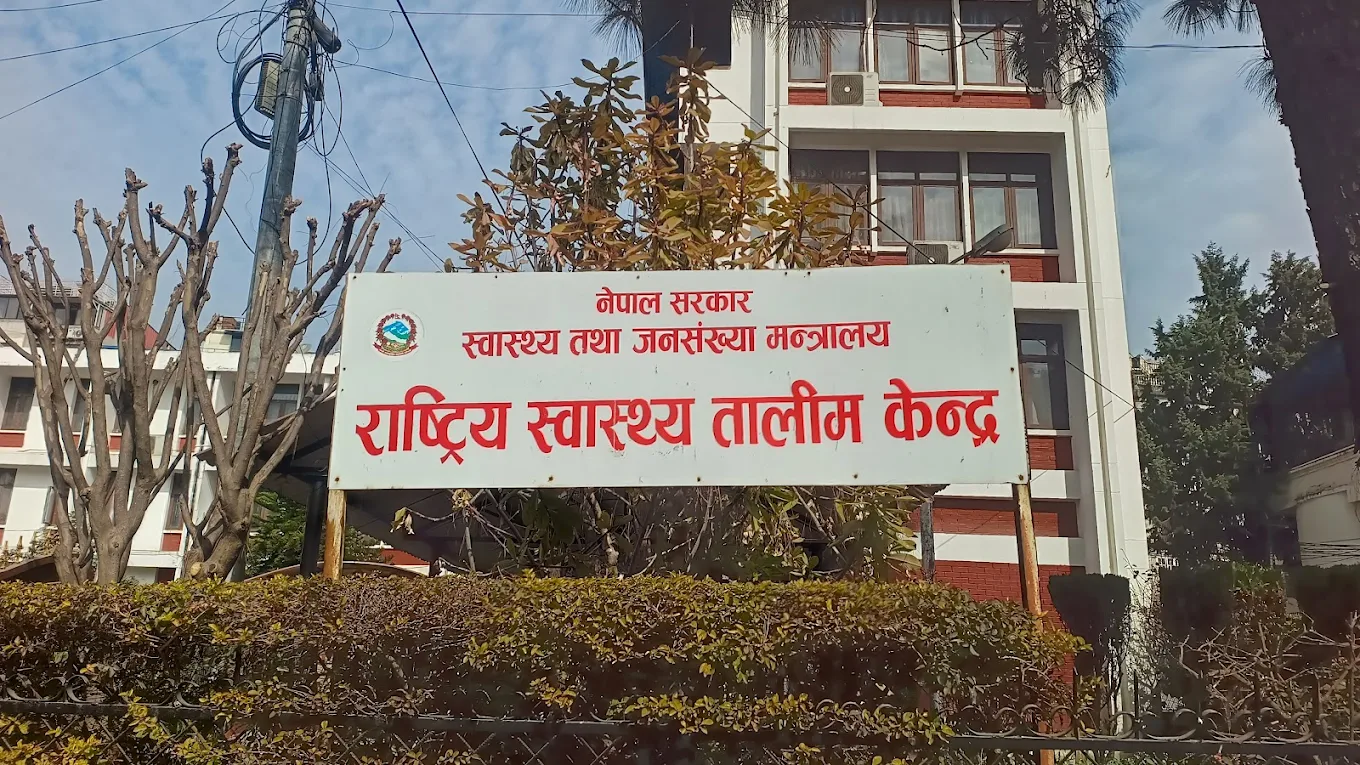 नेपाल सरकार
स्वास्थ्य तथा जनसंख्या मन्त्रालय
राष्ट्रिय स्वास्थ्य तालीम केन्द्र